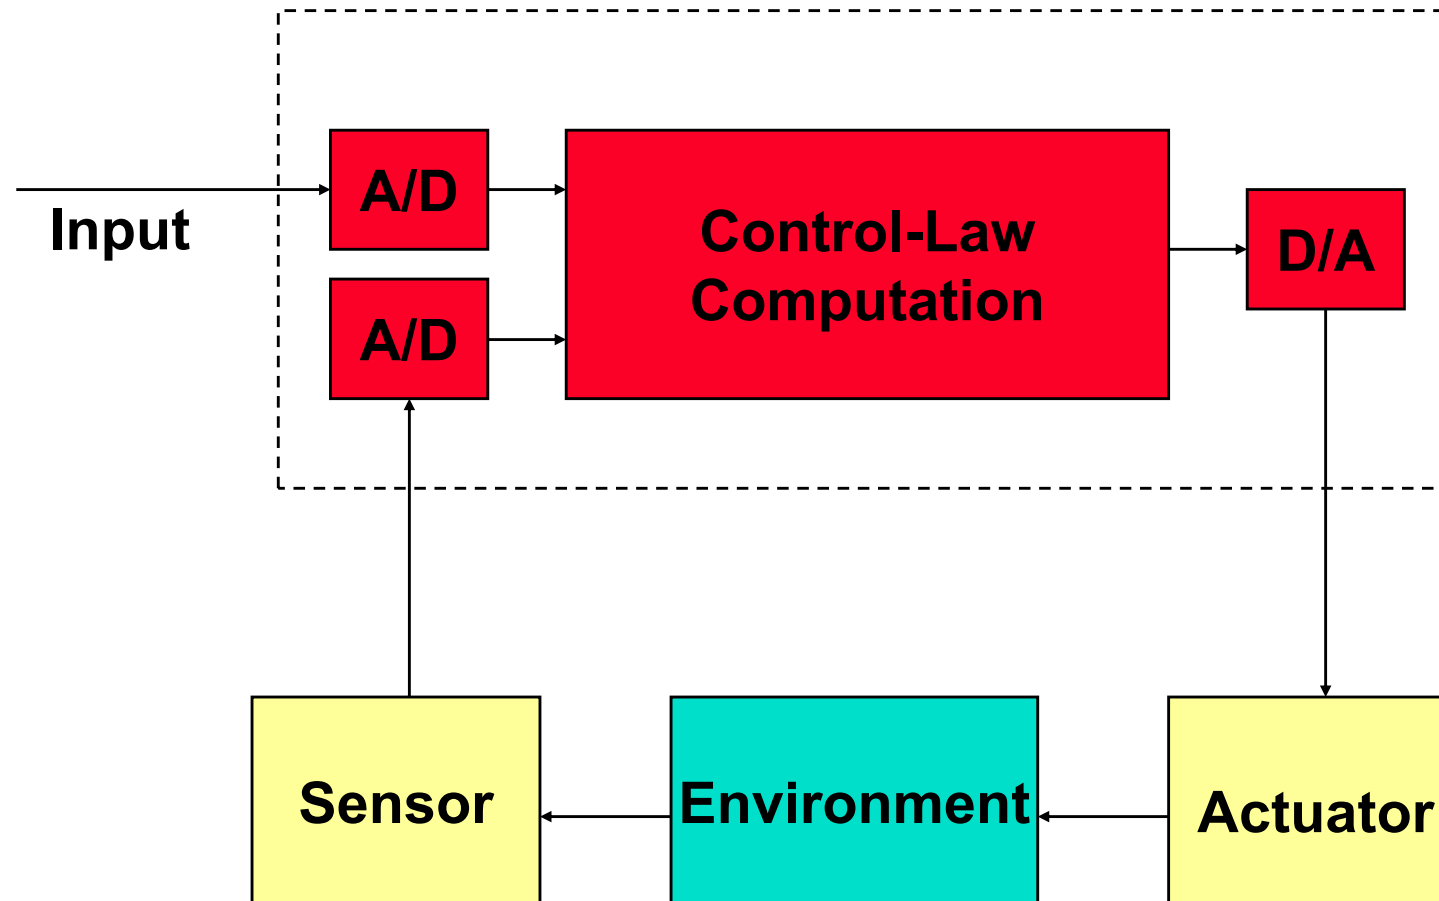 A/D
Input
Control-Law
Computation
D/A
A/D
Sensor
Environment
Actuator